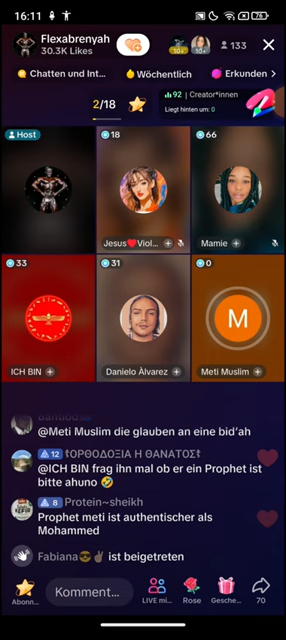 16:11
76
Flexabrenyah
30.3K Likes
10+
10+
133
Chatten und Int...
Wöchentlich
Erkunden
2/18
92 | Creator*innen
Liegt hinten um: 0
Host
18
66
Jesus❤️Viol...
Mamie
33
31
0
M
ICH BIN
Danielo Àlvarez
Meti Muslim
@Meti Muslim die glauben an eine bid'ah
12 ☦ΟΡΘΟΔΟΞΙΑ Η ΘΑΝΑΤΟΣ☦
@ICH BIN frag ihn mal ob er ein Prophet ist
bitte ahuno 🤣
8 Protein~sheikh
Prophet meti ist authentischer als
Mohammed
Fabiana😎✌🏽 ist beigetreten
Abonn...
Komment...
LIVE mi...
Rose
Gesche...
70